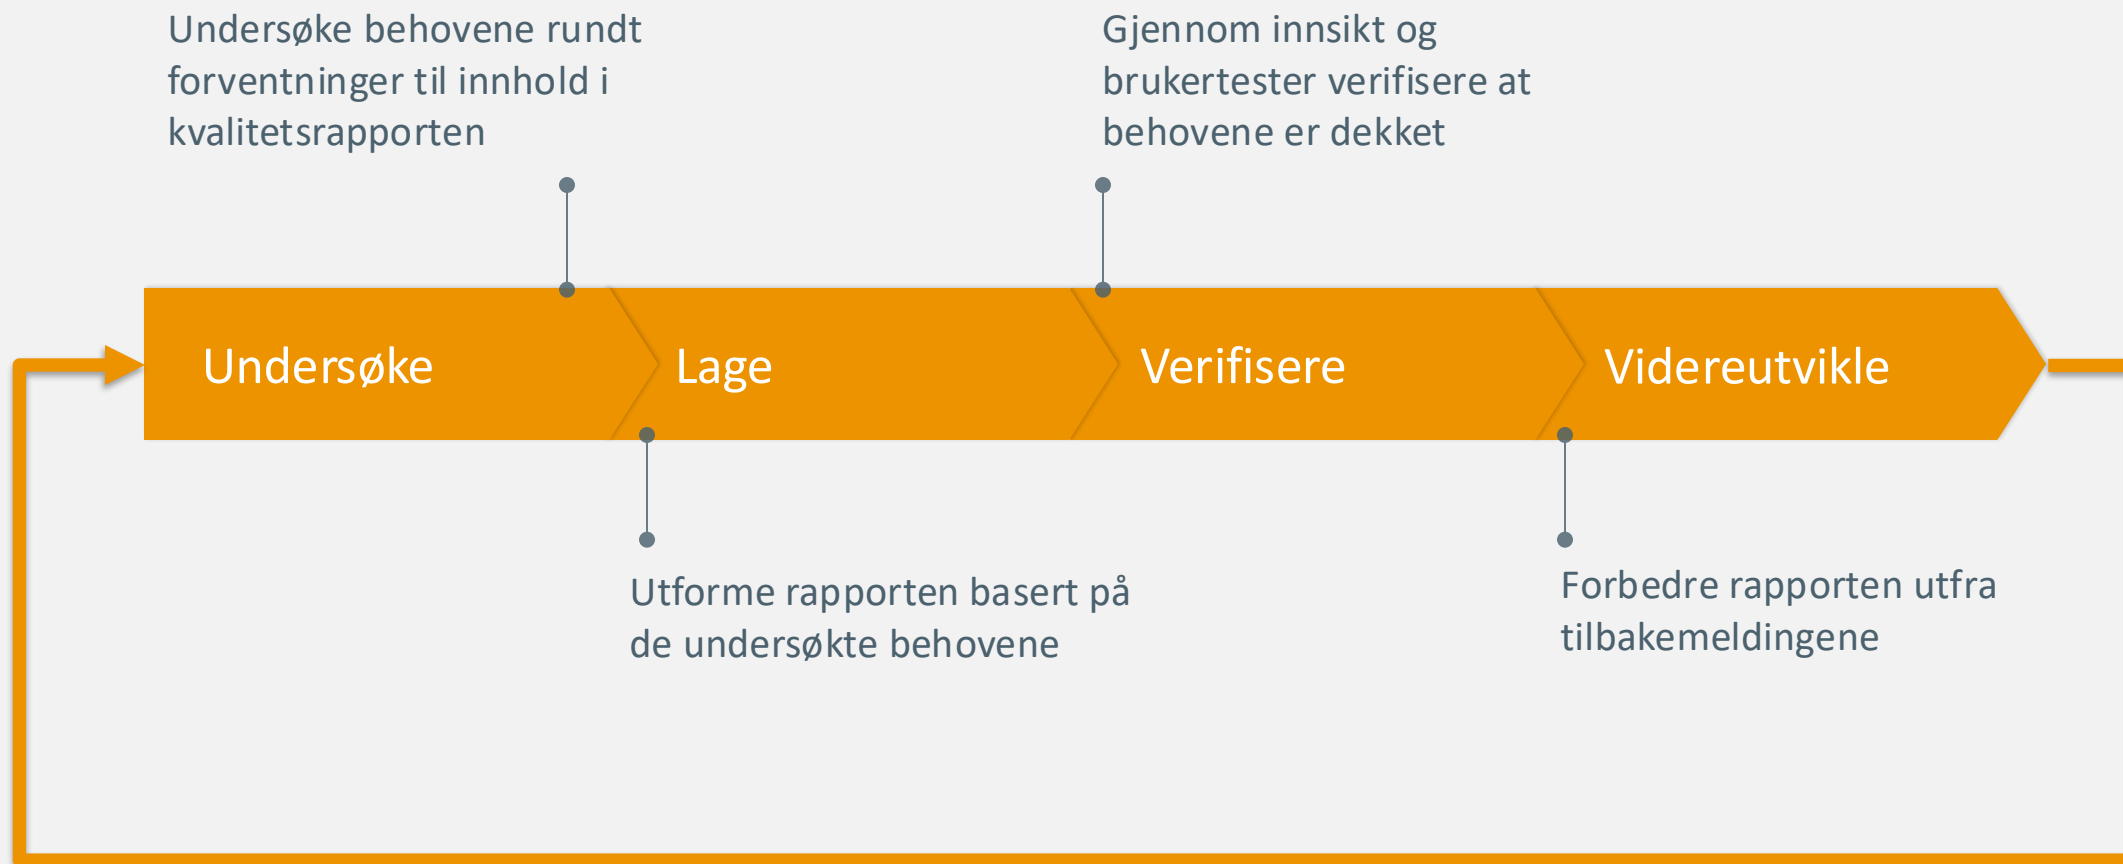 Undersøke behovene rundt
forventninger til innhold i
kvalitetsrapporten
Gjennom innsikt og
brukertester verifisere at
behovene er dekket
Undersøke
Lage
Verifisere
Videreutvikle
Utforme rapporten basert på
de undersøkte behovene
Forbedre rapporten utfra
tilbakemeldingene